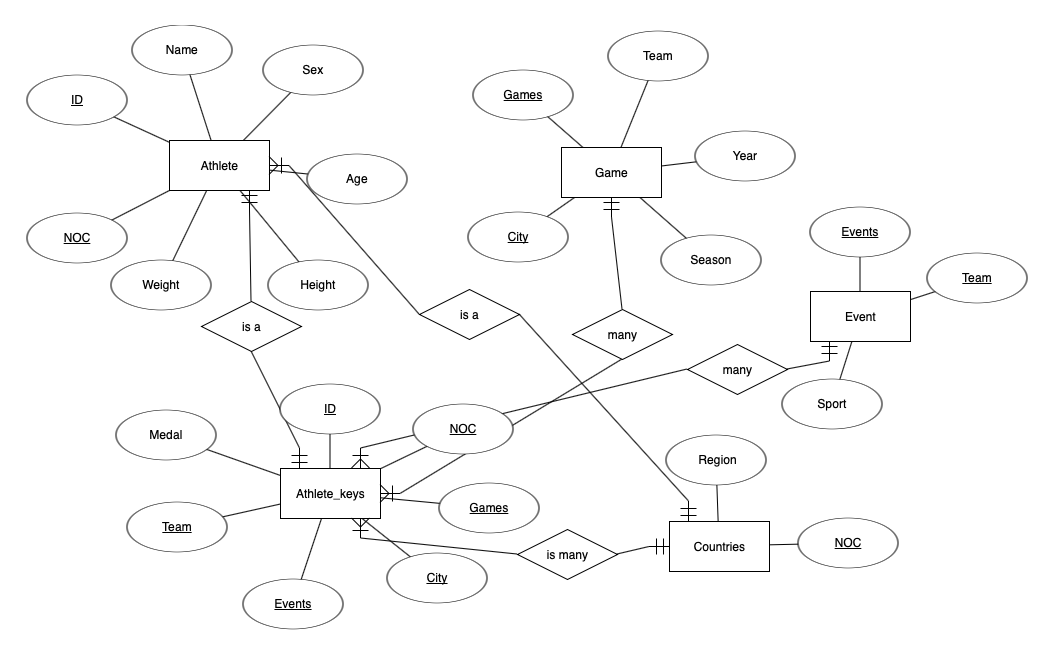 Name
Sex
ID
Athlete
Age
NOC
Weight
Height
is a
Team
Games
Game
Year
City
Season
Events
Team
Event
Sport
is a
many
many
ID
NOC
Medal
Athlete_keys
Games
Team
City
Events
is many
Region
Countries
NOC